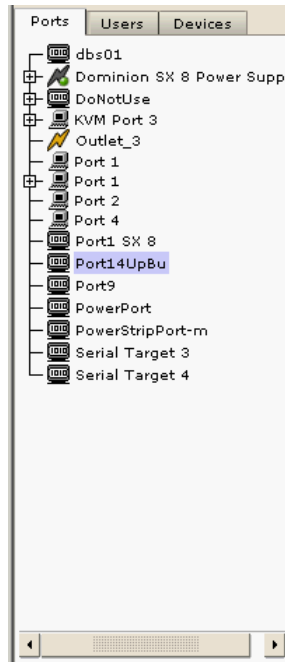 Ports Users Devices
dbs01
Dominion SX 8 Power Supp
DoNotUse
KVM Port 3
Outlet_3
Port 1
Port 1
Port 2
Port 4
Port1 SX 8
Port14UpBu
Port9
PowerPort
PowerStripPort-m
Serial Target 3
Serial Target 4